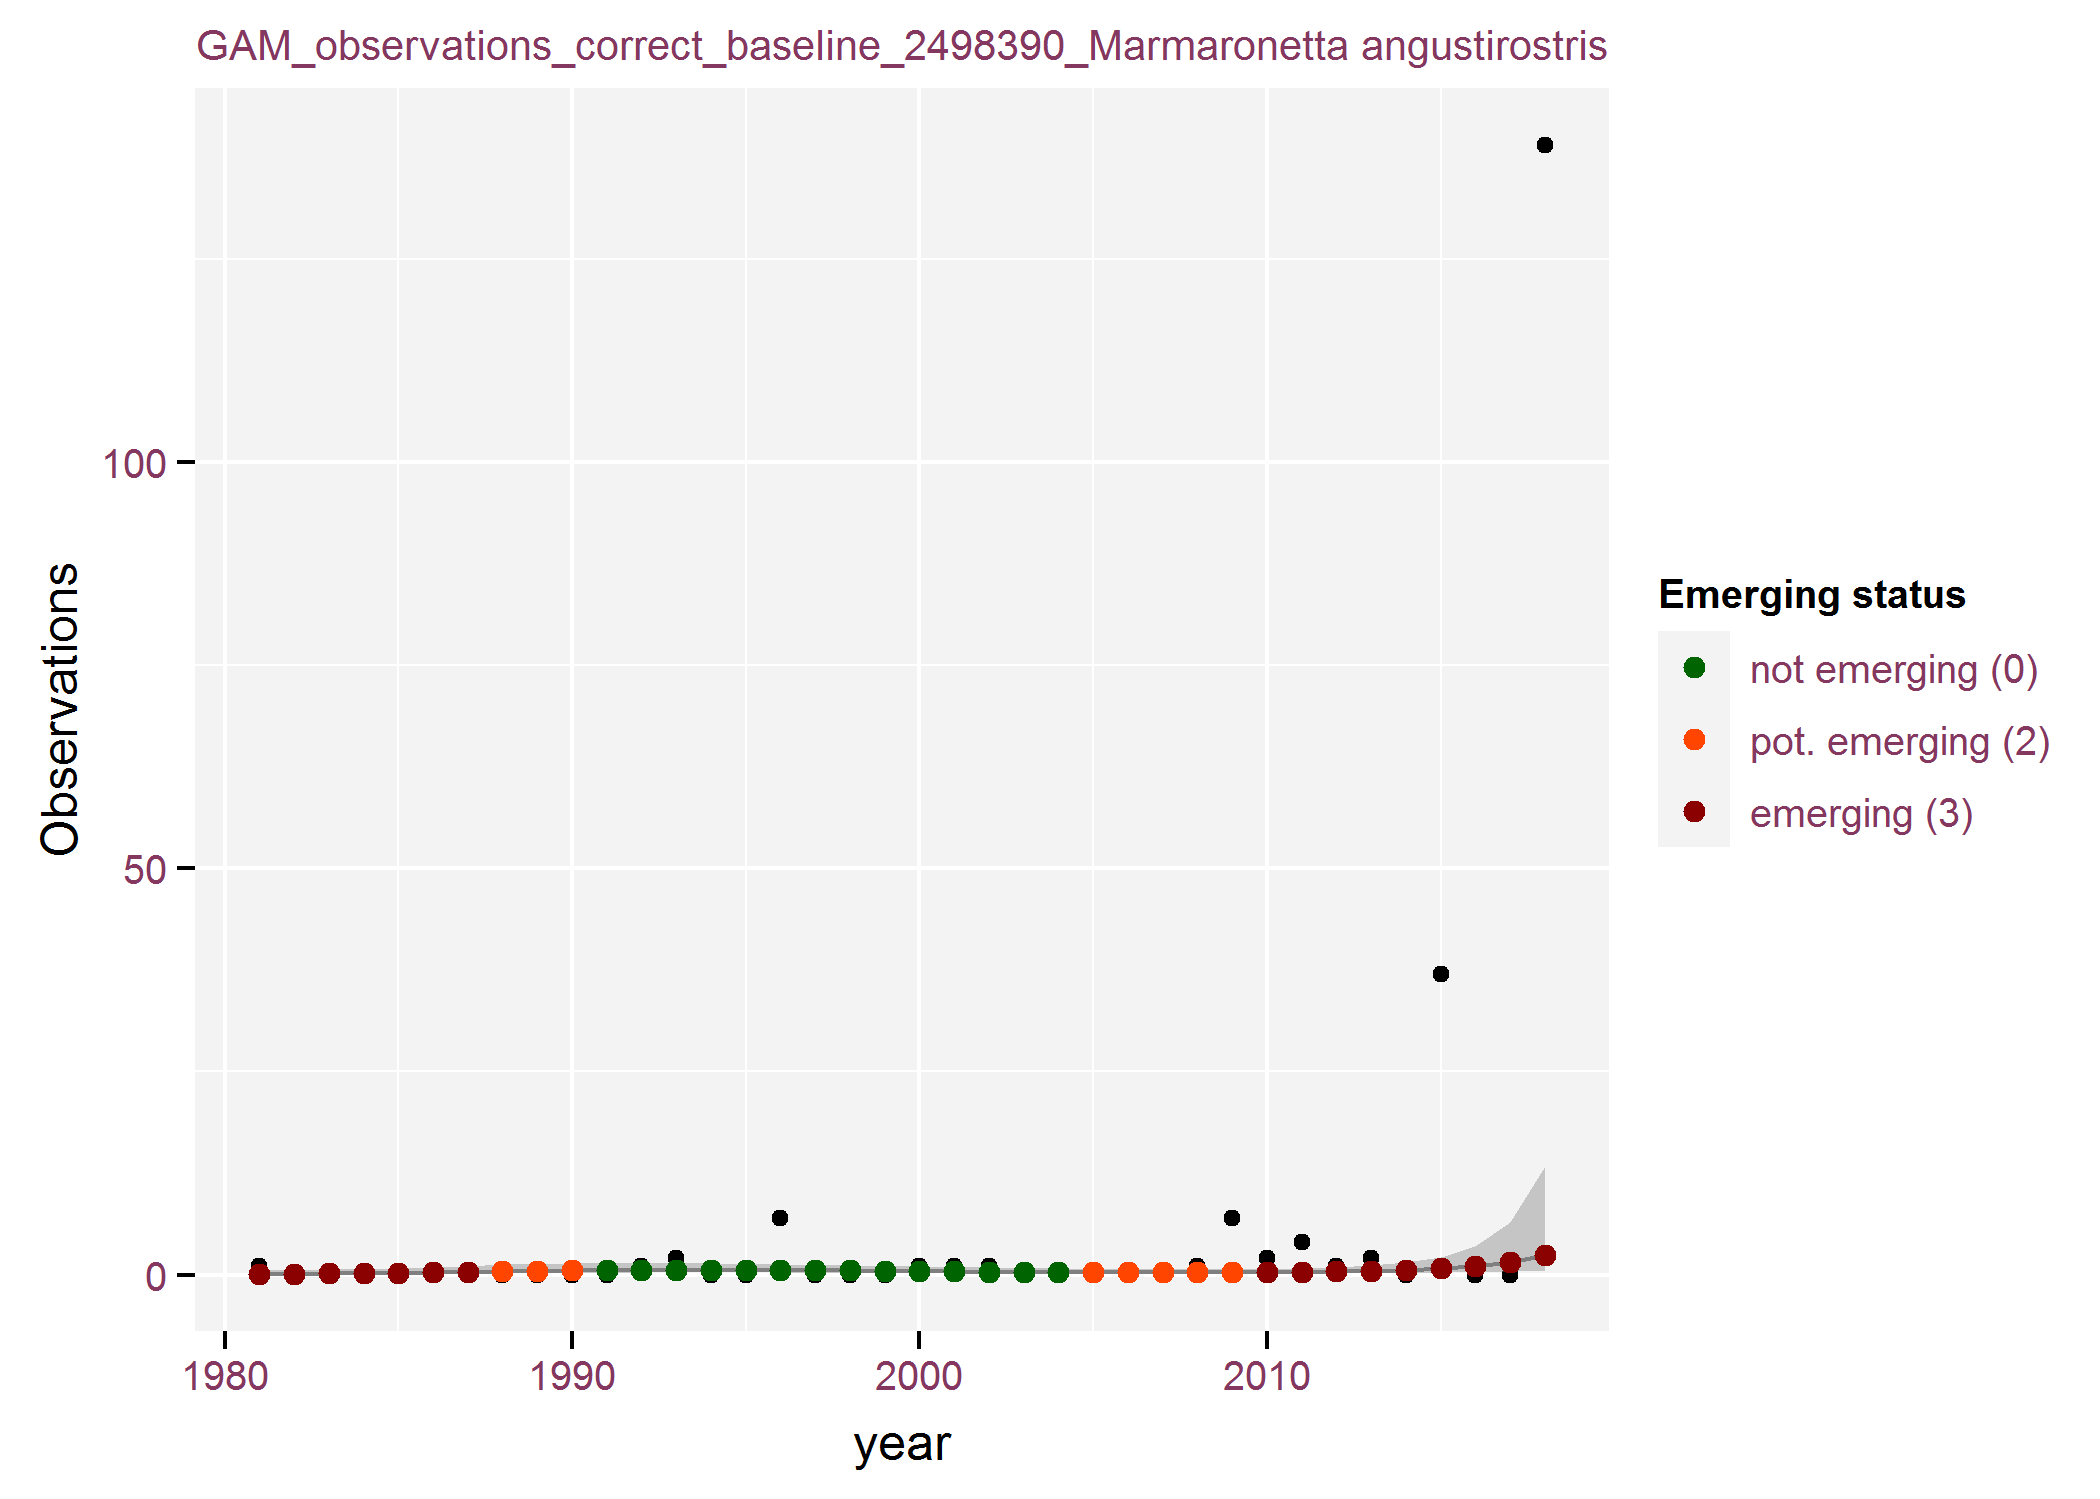 GAM_observations_correct_baseline_2498390_Marmaronetta angustirostris
Observations
100
50
0
1980
1990
2000
2010
year
Emerging status
not emerging (0)
pot. emerging (2)
emerging (3)